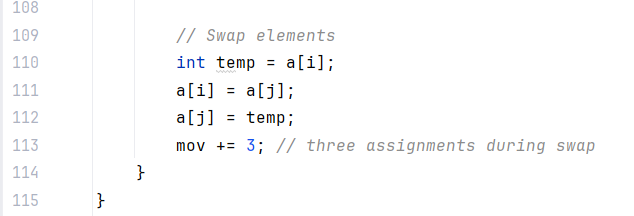 108
109 // Swap elements
110 int temp = a[i];
111 a[i] = a[j];
112 a[j] = temp;
113 mov += 3; // three assignments during swap
114 }
115 }